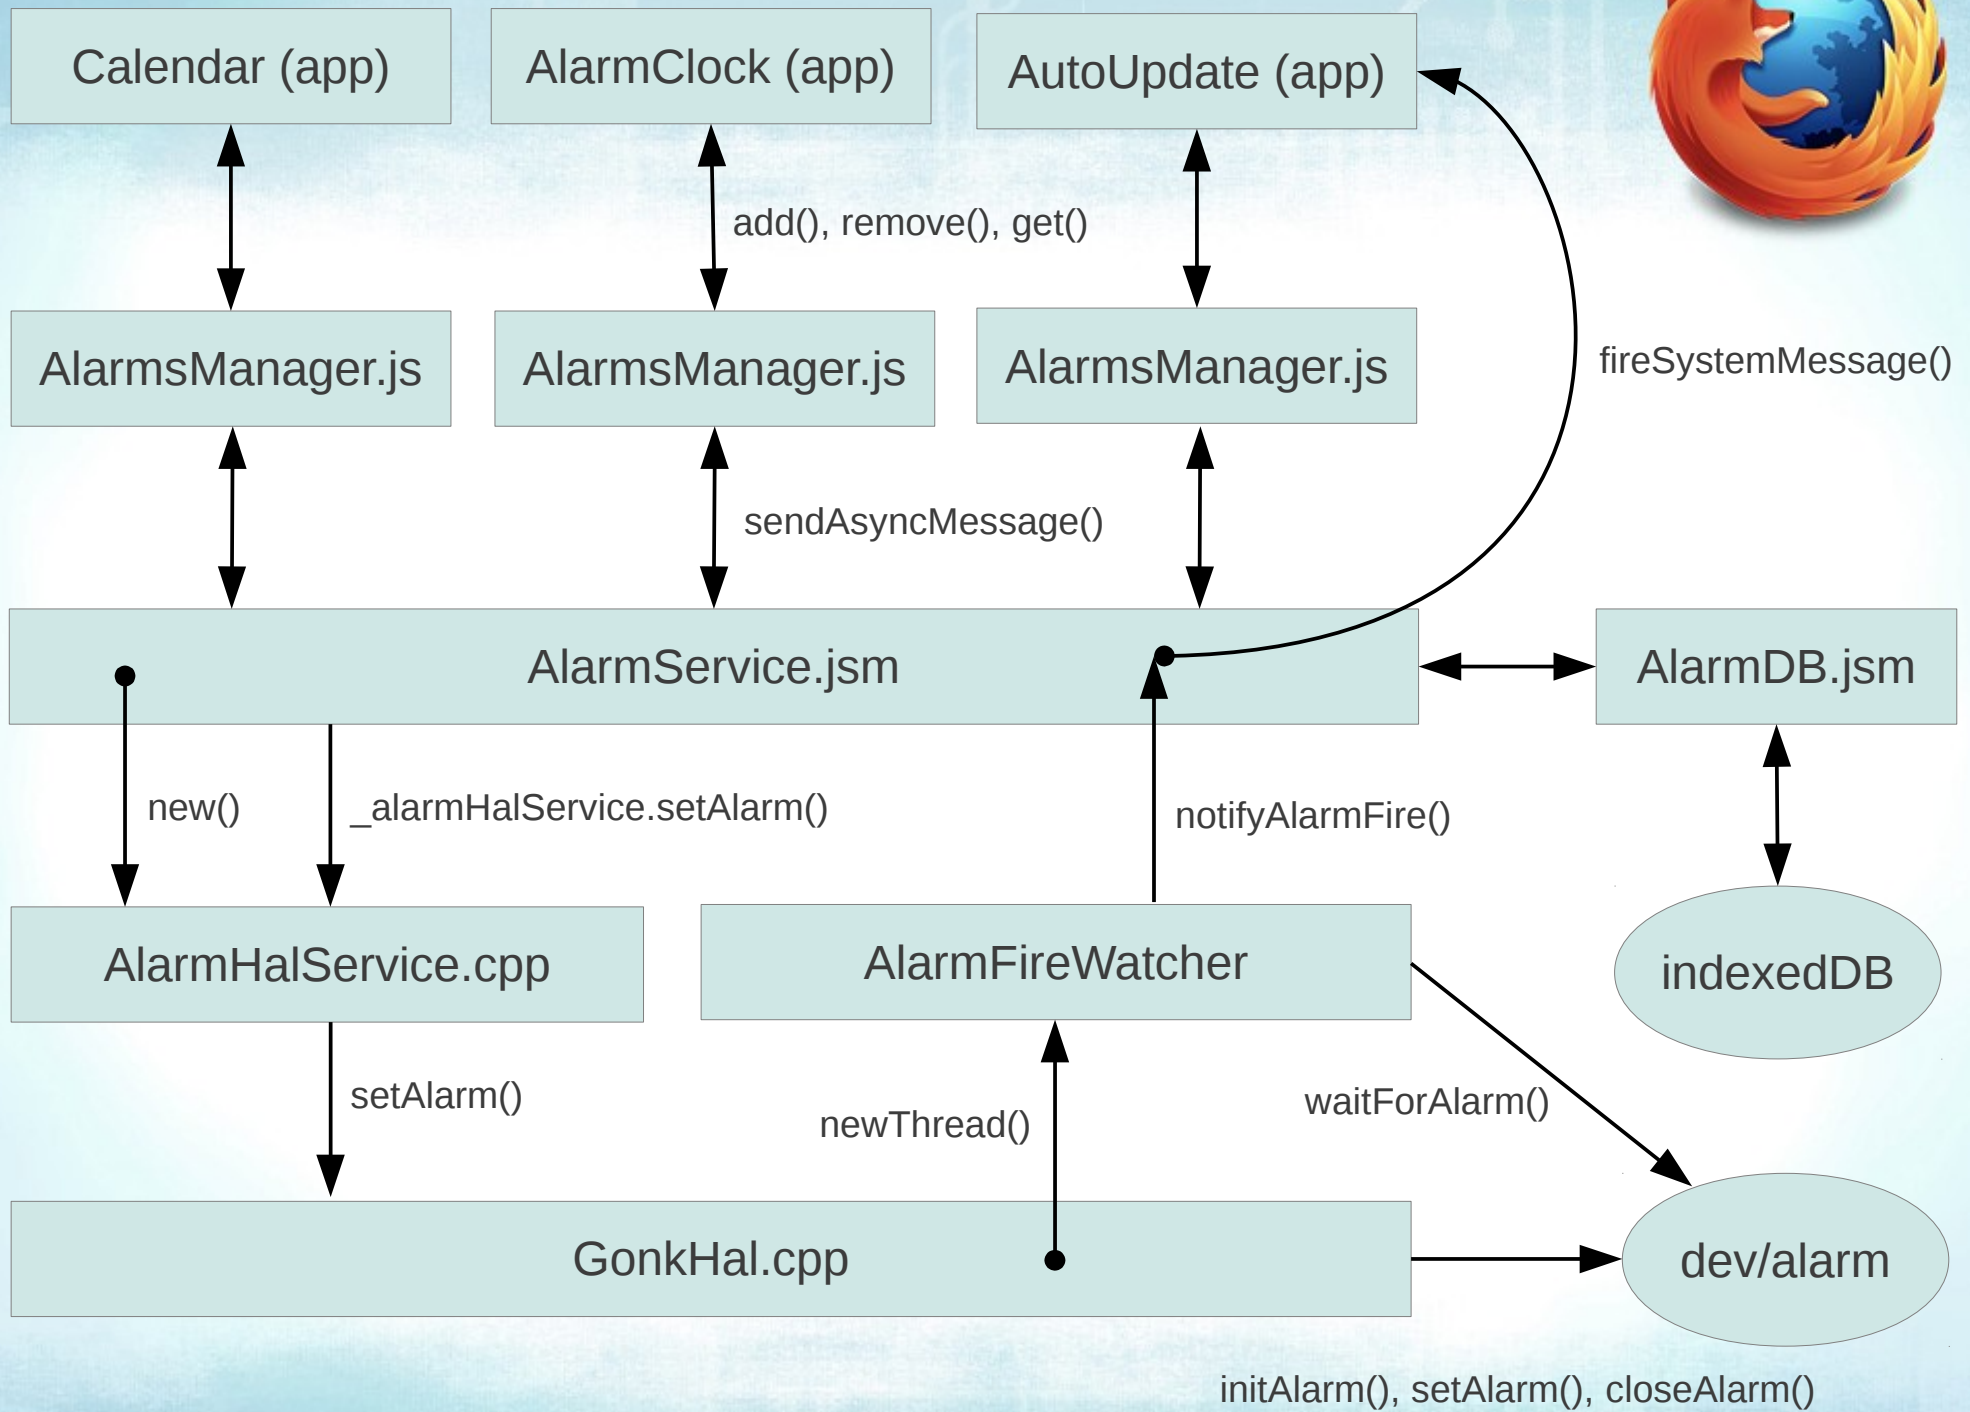 Calendar (app)
AlarmClock (app)
AutoUpdate (app)
add(), remove(), get()
AlarmsManager.js
AlarmsManager.js
AlarmsManager.js
fireSystemMessage()
sendAsyncMessage()
AlarmService.jsm
AlarmDB.jsm
new()
_alarmHalService.setAlarm()
notifyAlarmFire()
AlarmHalService.cpp
AlarmFireWatcher
indexedDB
setAlarm()
newThread()
waitForAlarm()
GonkHal.cpp
dev/alarm
initAlarm(), setAlarm(), closeAlarm()